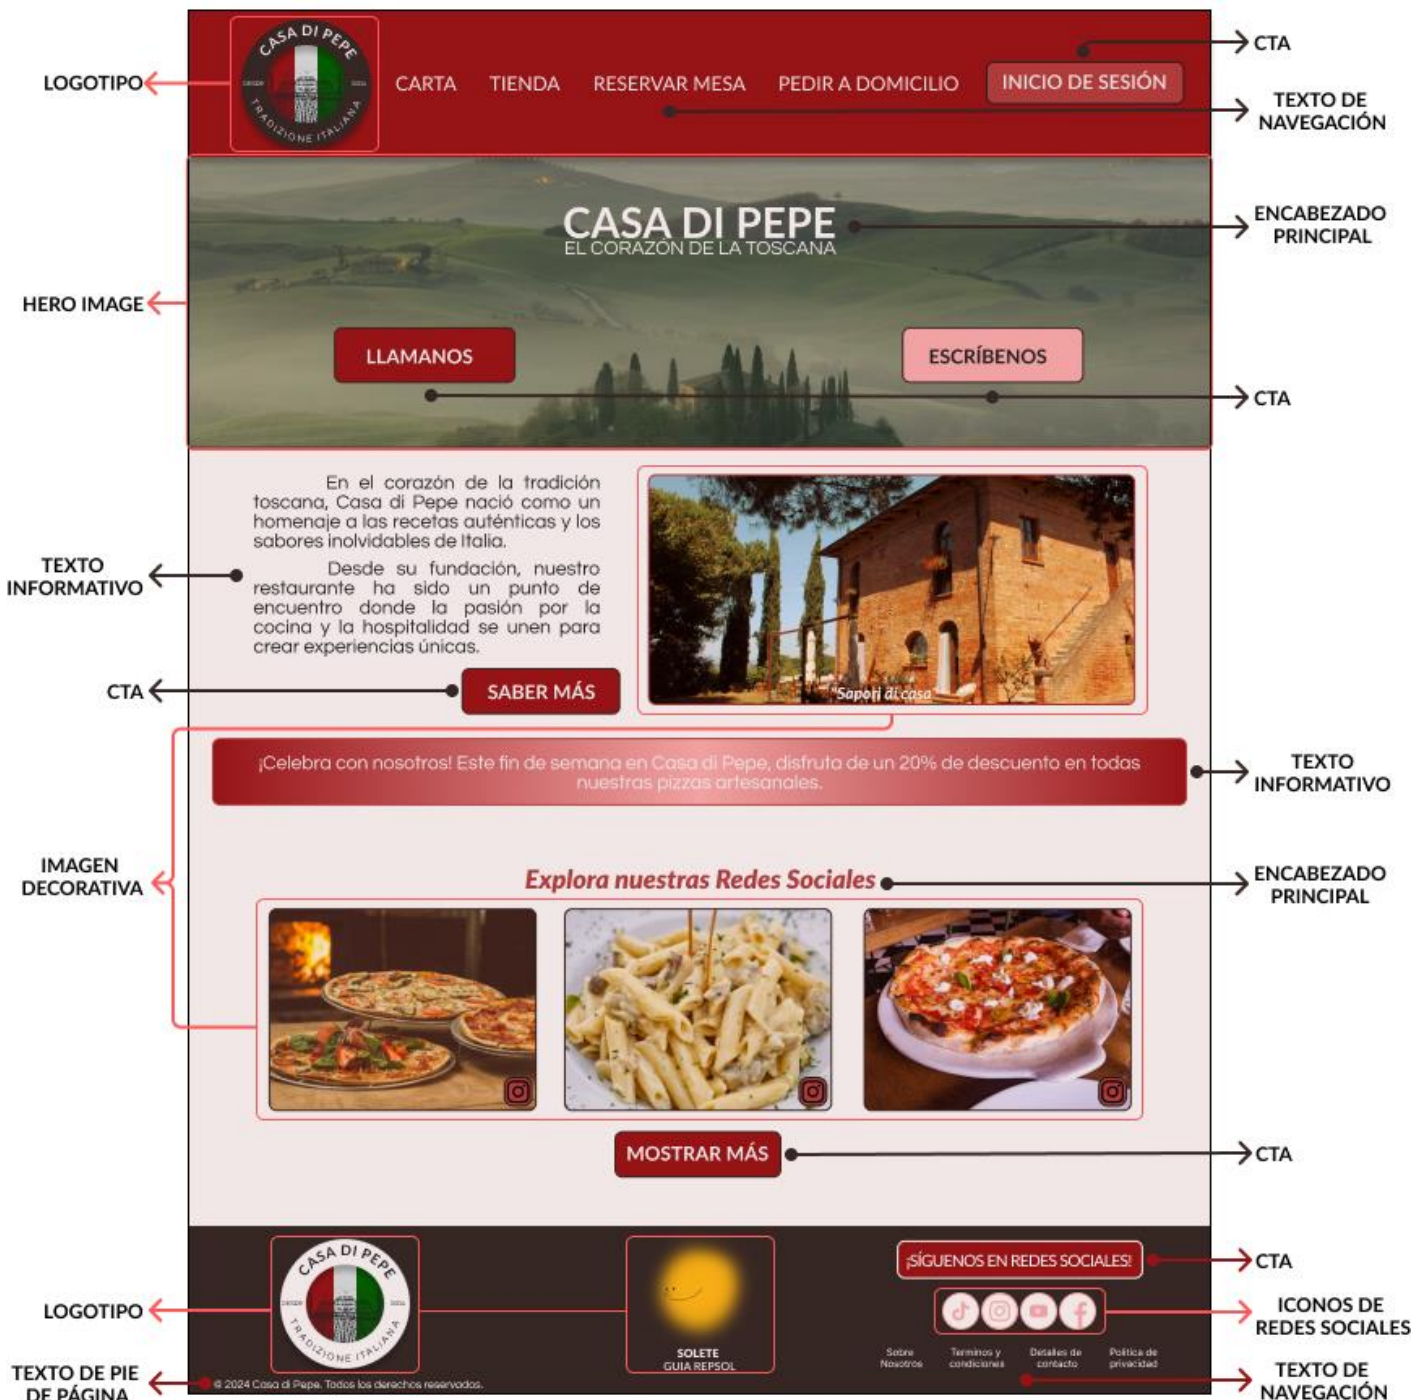 CASA DI PEPE
DESDE 2024
TRADIZIONE ITALIANA
LOGOTIPO
CARTA
TIENDA
RESERVAR MESA
PEDIR A DOMICILIO
INICIO DE SESIÓN
CTA
TEXTO DE
NAVEGACIÓN
CASA DI PEPE
EL CORAZÓN DE LA TOSCANA
ENCABEZADO
PRINCIPAL
HERO IMAGE
LLAMANOS
ESCRÍBENOS
CTA
En el corazón de la tradición
toscana, Casa di Pepe nació como un
homenaje a las recetas auténticas y los
sabores inolvidables de Italia.
Desde su fundación, nuestro
restaurante ha sido un punto de
encuentro donde la pasión por la
cocina y la hospitalidad se unen para
crear experiencias únicas.
TEXTO
INFORMATIVO
CTA
SABER MÁS
"Sapori di casa"
¡Celebra con nosotros! Este fin de semana en Casa di Pepe, disfruta de un 20% de descuento en todas
nuestras pizzas artesanales.
TEXTO
INFORMATIVO
IMAGEN
DECORATIVA
Explora nuestras Redes Sociales
ENCABEZADO
PRINCIPAL
MOSTRAR MÁS
CTA
CASA DI PEPE
DESDE 2024
TRADIZIONE ITALIANA
LOGOTIPO
SOLETE
GUIA REPSOL
¡SÍGUENOS EN REDES SOCIALES!
CTA
ICONOS DE
REDES SOCIALES
Sobre
Nosotros
Terminos y
condiciones
Detalles de
contacto
Politica de
privacidad
TEXTO DE
NAVEGACIÓN
TEXTO DE PIE
DE PÁGINA
© 2024 Casa di Pepe. Todos los derechos reservados.